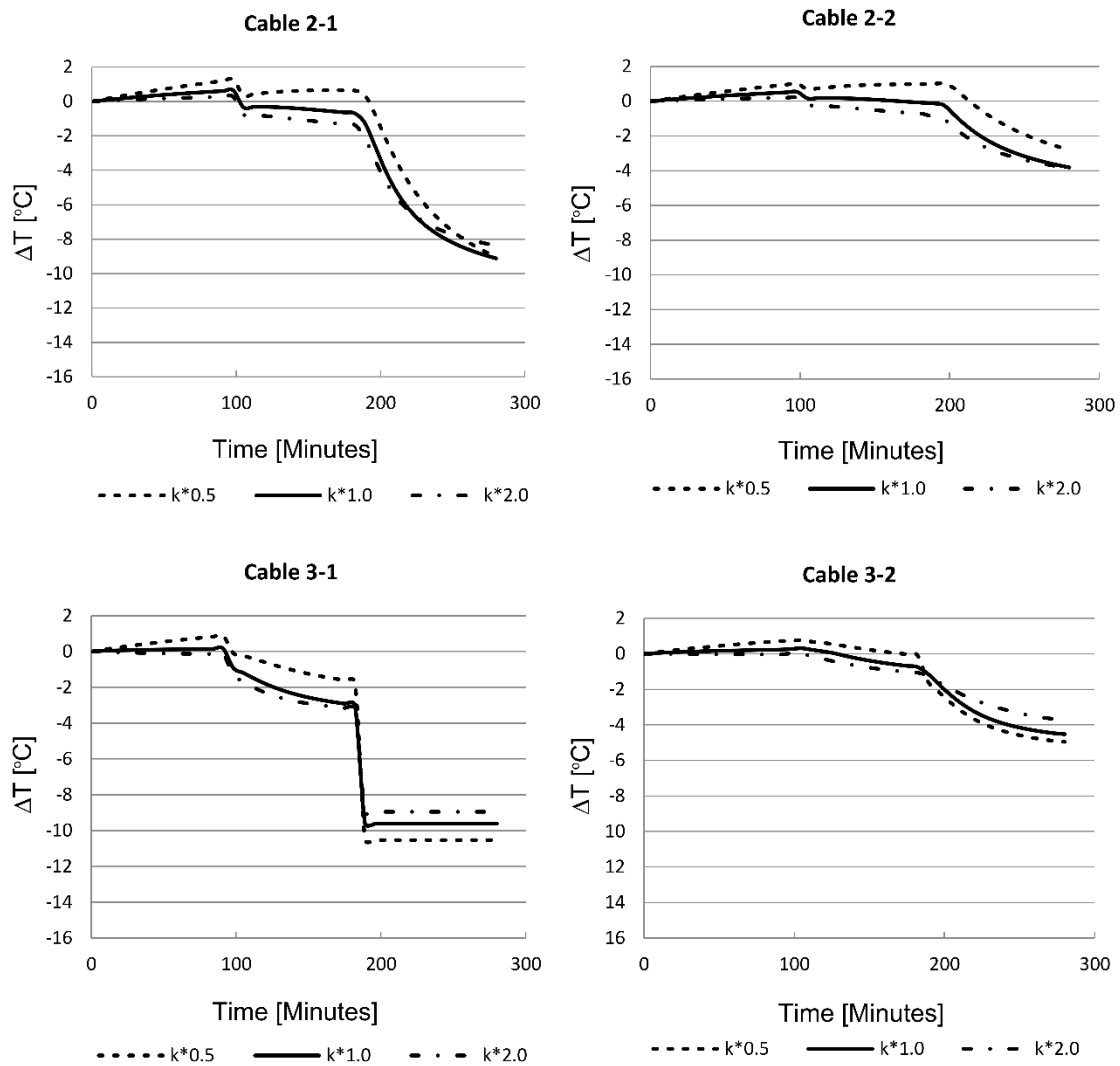 Cable 2-1
2
0
-2
-4
-6
-8
-10
-12
-14
-16
ΔT [°C]
0 100 200 300
Time [Minutes]
k*0.5 k*1.0 k*2.0
Cable 2-2
2
0
-2
-4
-6
-8
-10
-12
-14
-16
ΔT [°C]
0 100 200 300
Time [Minutes]
k*0.5 k*1.0 k*2.0
Cable 3-1
2
0
-2
-4
-6
-8
-10
-12
-14
-16
ΔT [°C]
0 100 200 300
Time [Minutes]
k*0.5 k*1.0 k*2.0
Cable 3-2
2
0
-2
-4
-6
-8
10
12
14
16
ΔT [°C]
0 100 200 300
Time [Minutes]
k*0.5 k*1.0 k*2.0